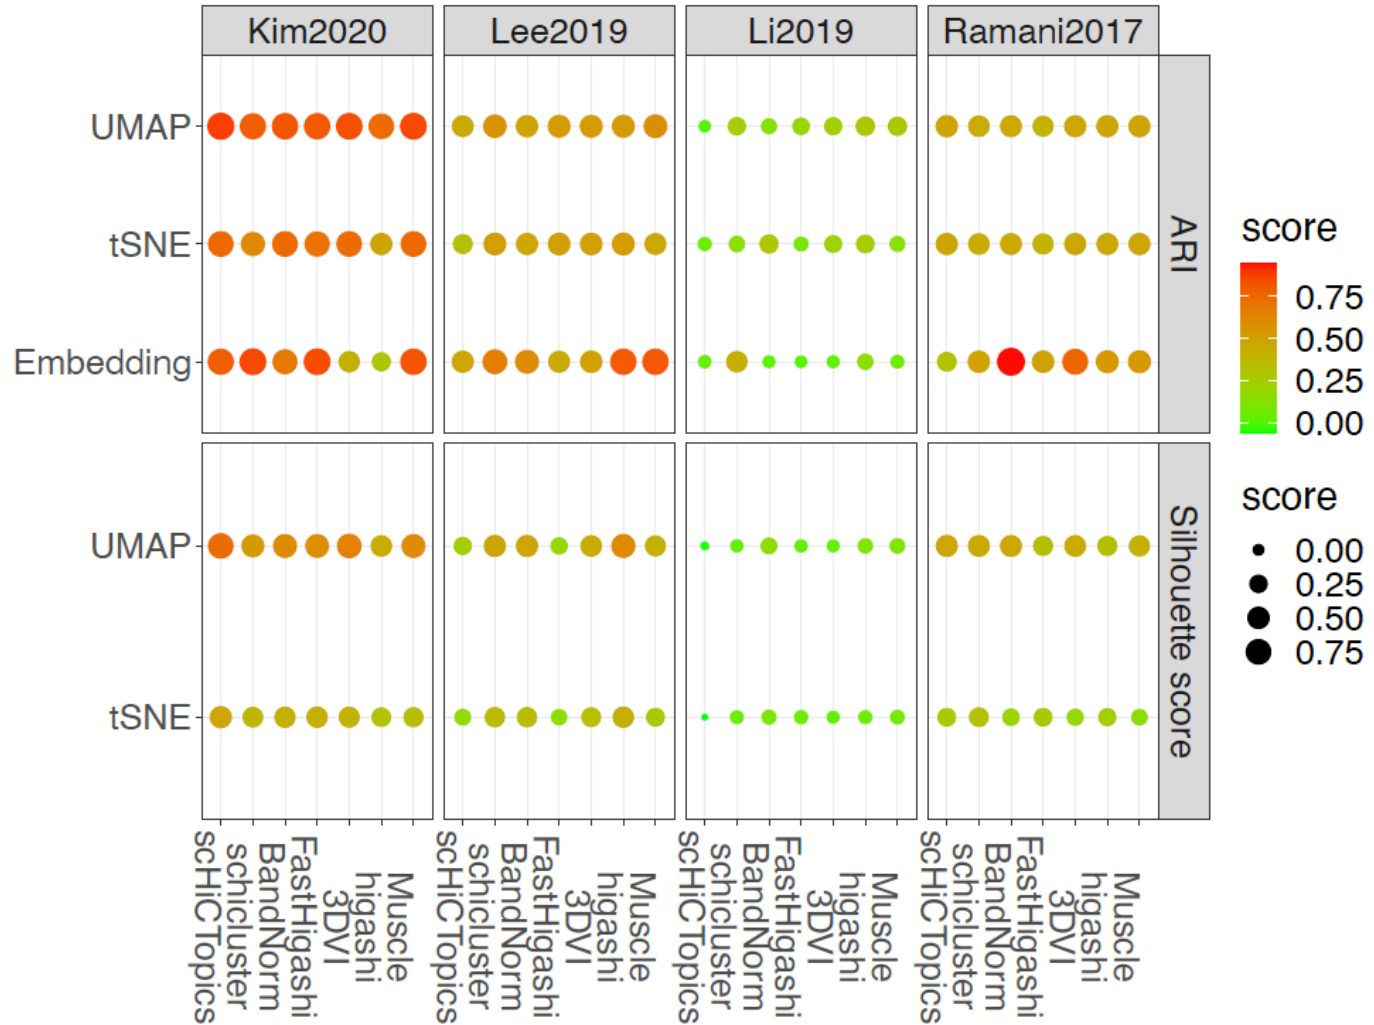 Kim2020 Lee2019 Li2019 Ramani2017
UMAP
tSNE
Embedding
ARI
UMAP
tSNE
Silhouette score
scHiCTopics schicluster BandNorm FastHigashi 3DVI higashi Muscle
scHiCTopics schicluster BandNorm FastHigashi 3DVI higashi Muscle
scHiCTopics schicluster BandNorm FastHigashi 3DVI higashi Muscle
scHiCTopics schicluster BandNorm FastHigashi 3DVI higashi Muscle
score
0.75
0.50
0.25
0.00
score
0.00
0.25
0.50
0.75